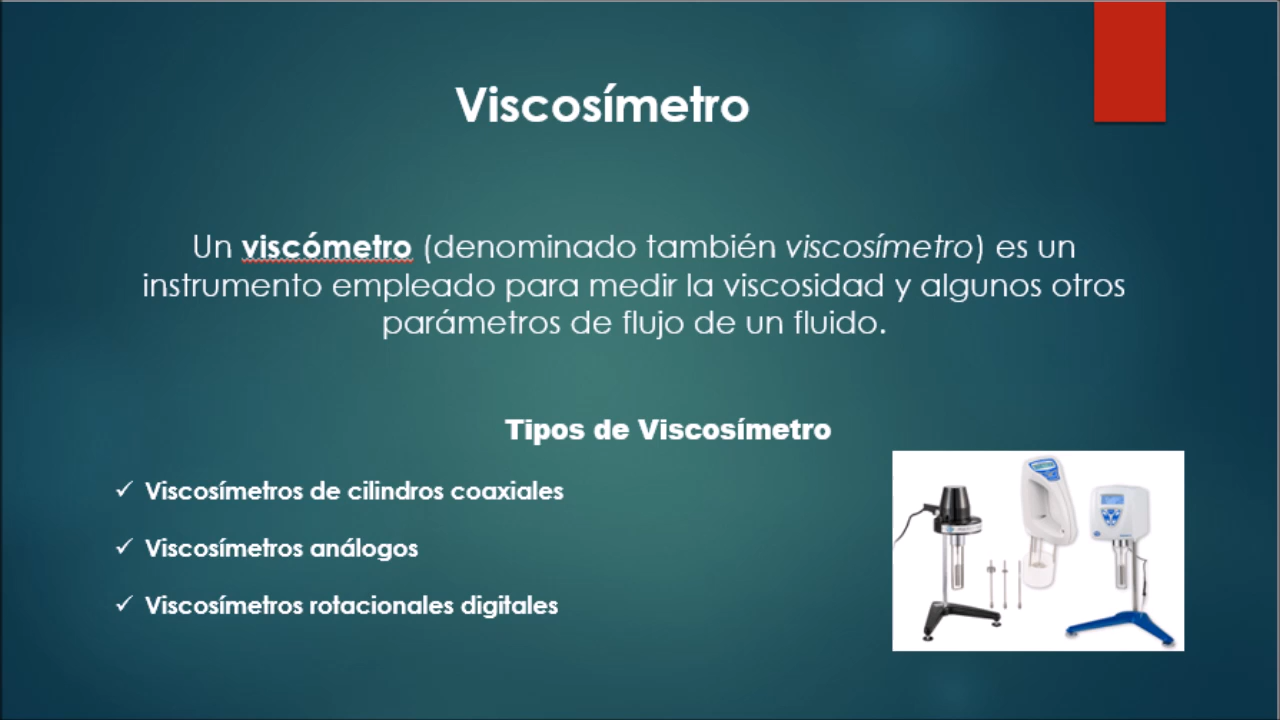 Viscosímetro
Un viscómetro (denominado también viscosímetro) es un
instrumento empleado para medir la viscosidad y algunos otros
parámetros de flujo de un fluido.
Tipos de Viscosímetro
✓ Viscosímetros de cilindros coaxiales
✓ Viscosímetros análogos
✓ Viscosímetros rotacionales digitales